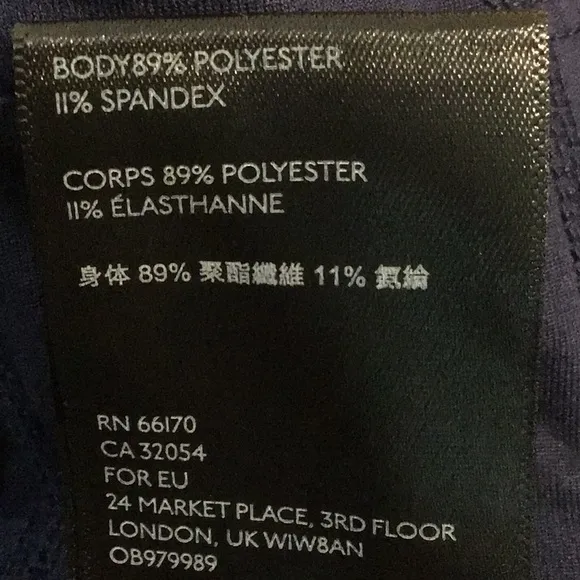 BODY89% POLYESTER
11% SPANDEX
CORPS 89% POLYESTER
11% ÉLASTHANNE
身体 89% 聚酯纖維 11% 氨綸
RN 66170
CA 32054
FOR EU
24 MARKET PLACE, 3RD FLOOR
LONDON, UK W1W8AN
OB979989